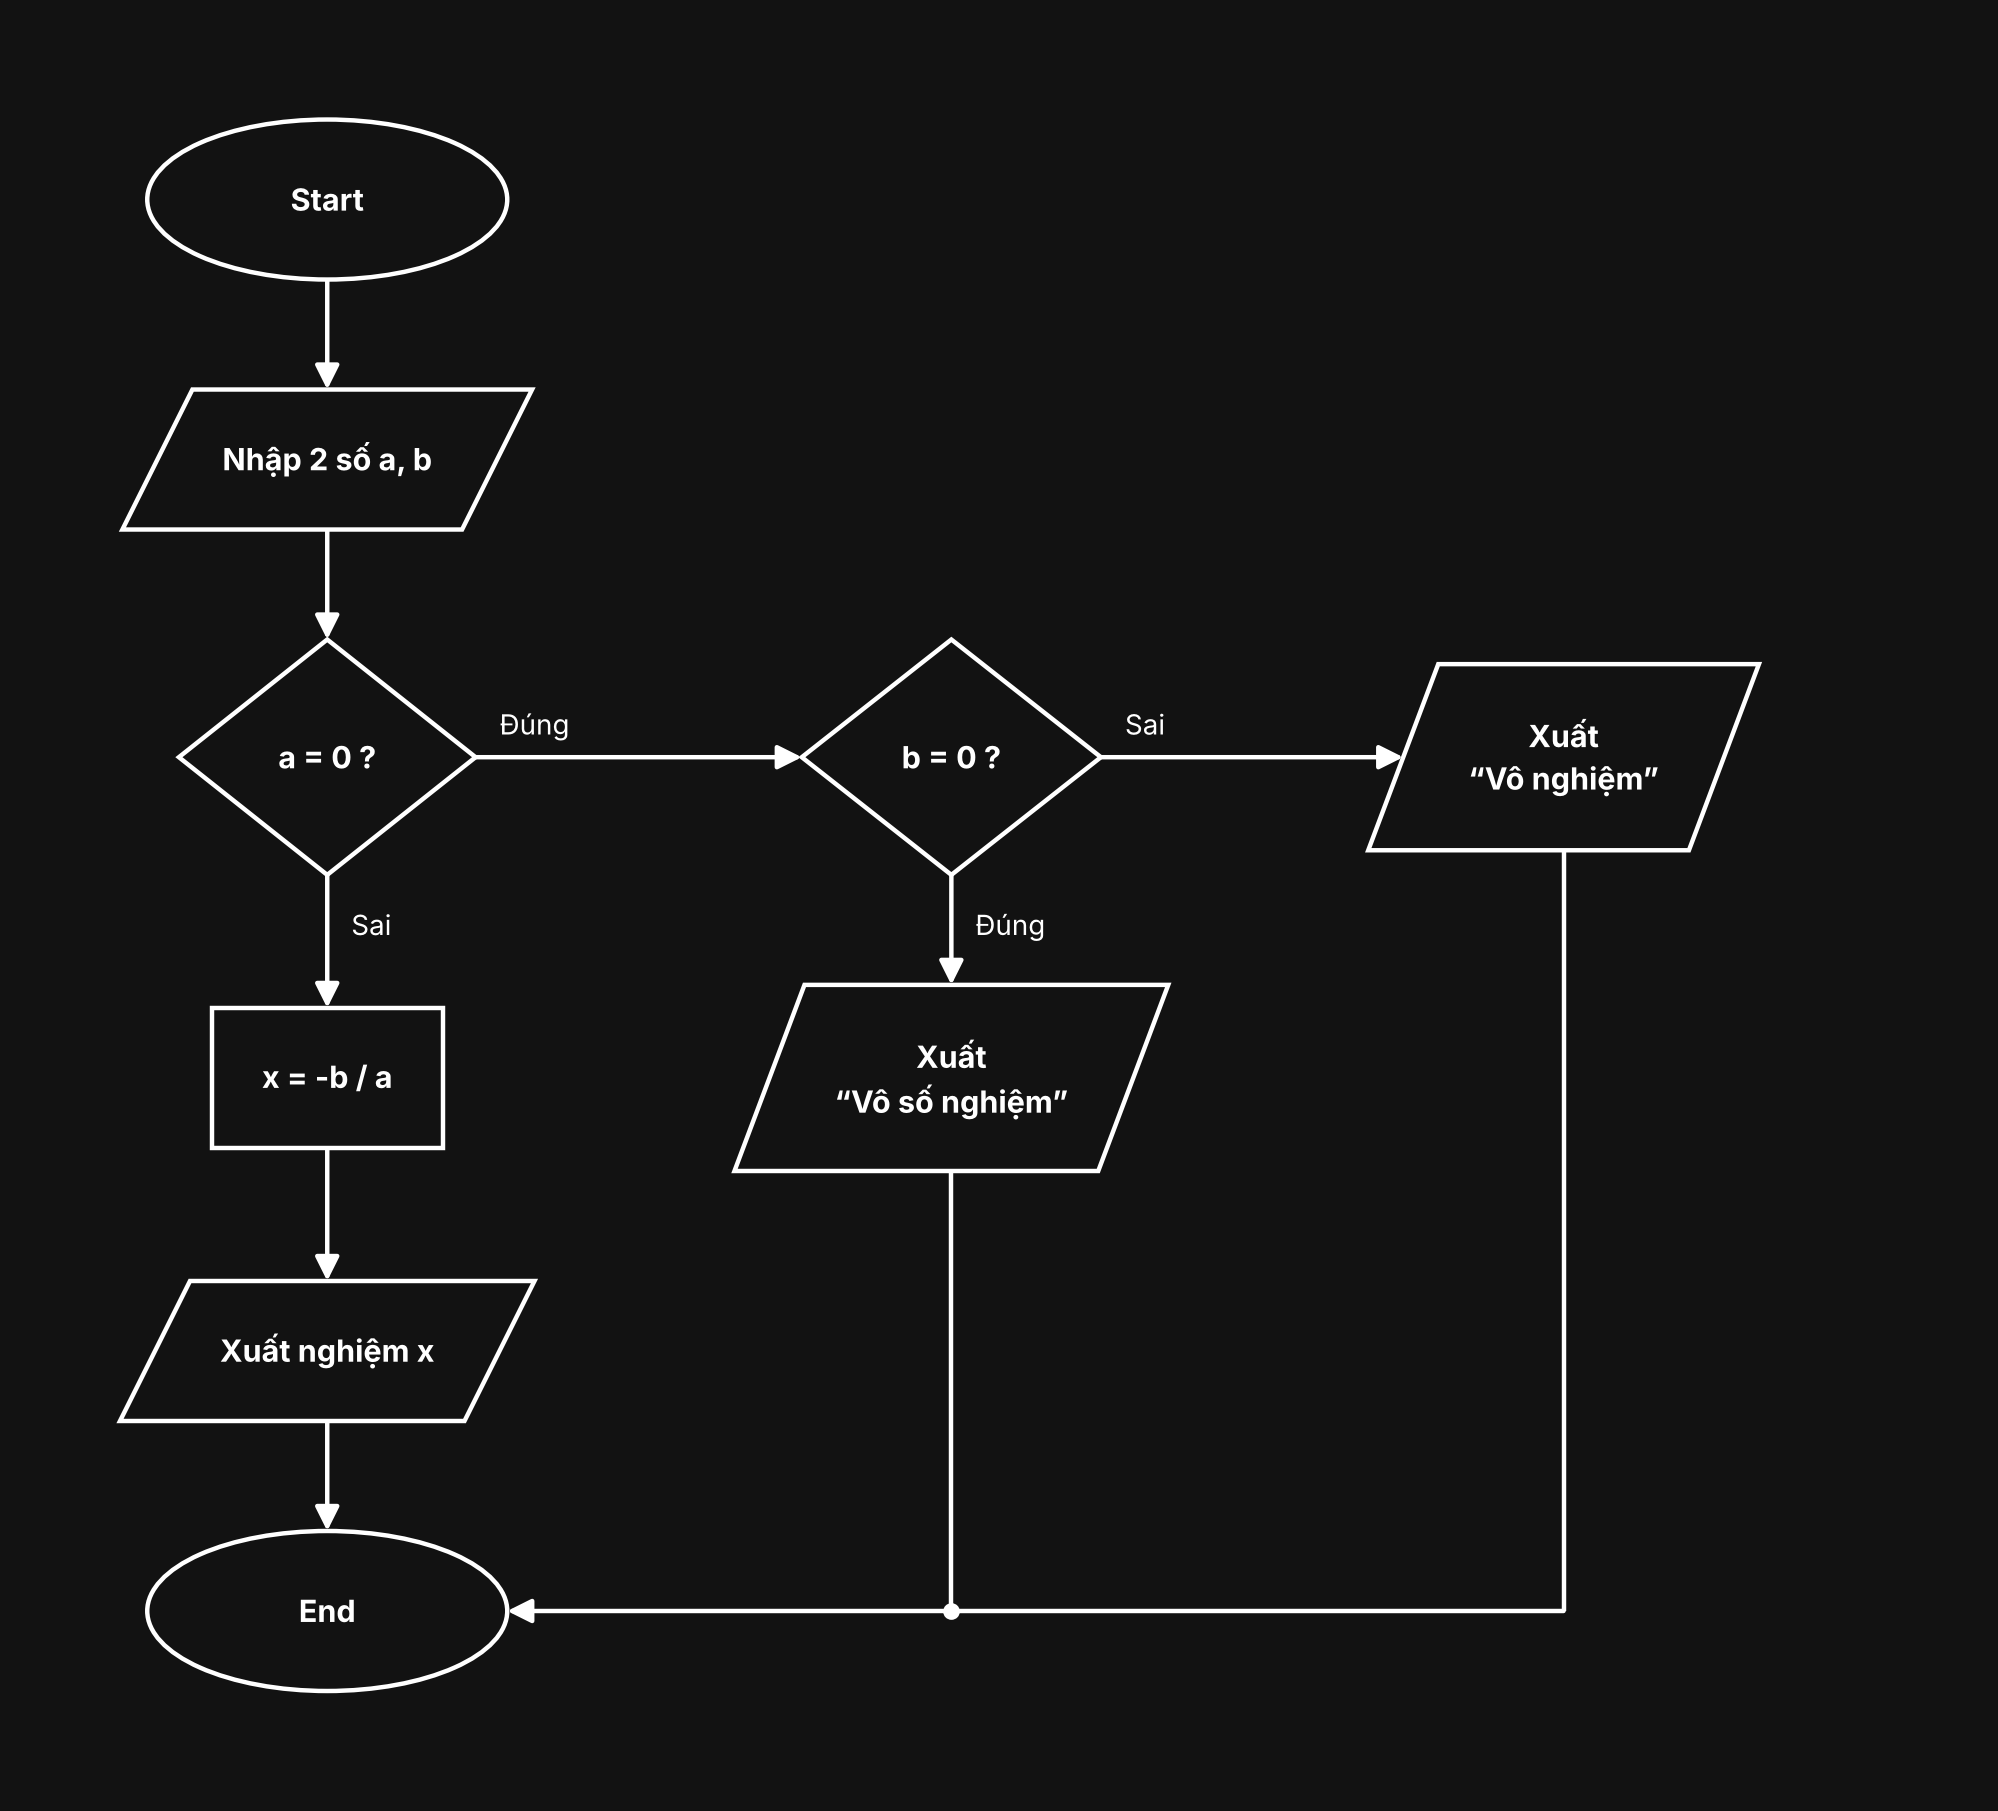 Start
Nhập 2 số a, b
a = 0 ?
Đúng
b = 0 ?
Sai
Xuất
“Vô nghiệm”
Sai
Đúng
x = -b / a
Xuất
“Vô số nghiệm”
Xuất nghiệm x
End